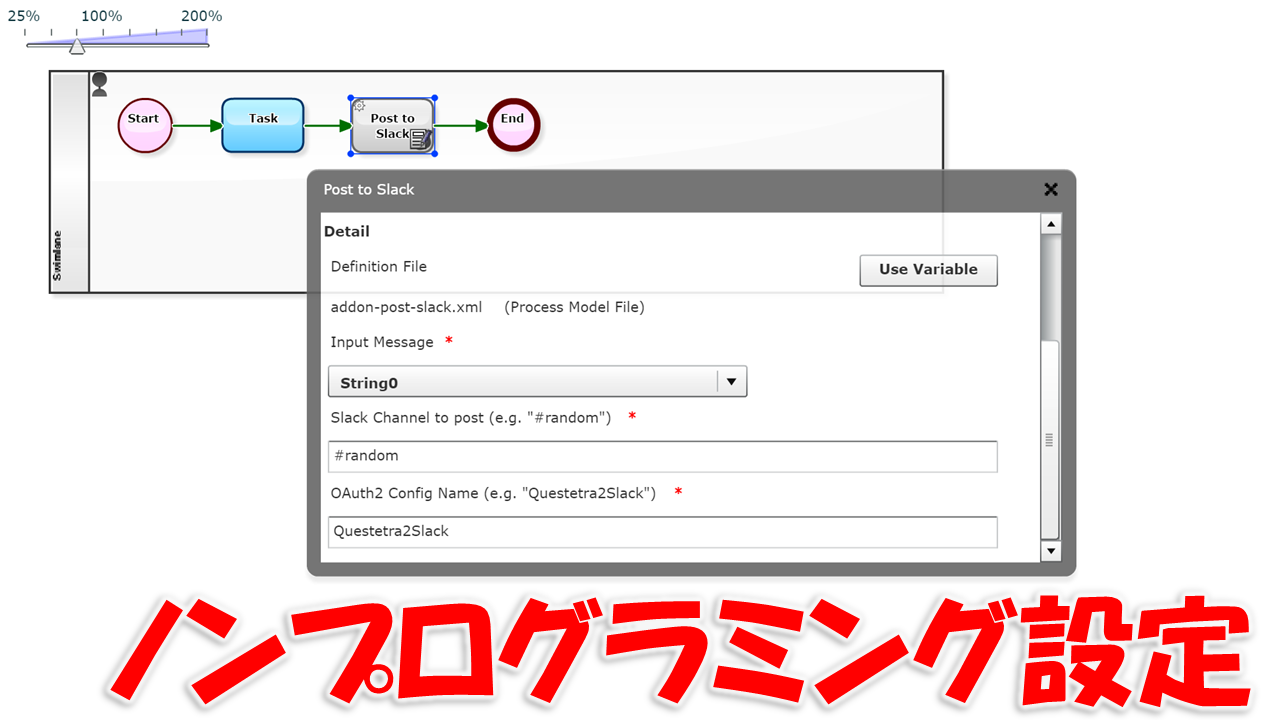 25% 100% 200%
Start
Task
Post to
Slack
End
Swimlane
Post to Slack
Detail
Definition File
Use Variable
addon-post-slack.xml (Process Model File)
Input Message *
String0
Slack Channel to post (e.g. "#random") *
#random
OAuth2 Config Name (e.g. "Questetra2Slack") *
Questetra2Slack
ノンプログラミング設定